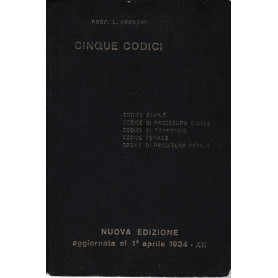 PROF. L. FRANCHI
CINQUE CODICI
CODICE CIVILE
CODICE DI PROCEDURA CIVILE
CODICE DI COMMERCIO
CODICE PENALE
CODICE DI PROCEDURA PENALE
NUOVA EDIZIONE
aggiornata al 1° aprile 1934 - XII